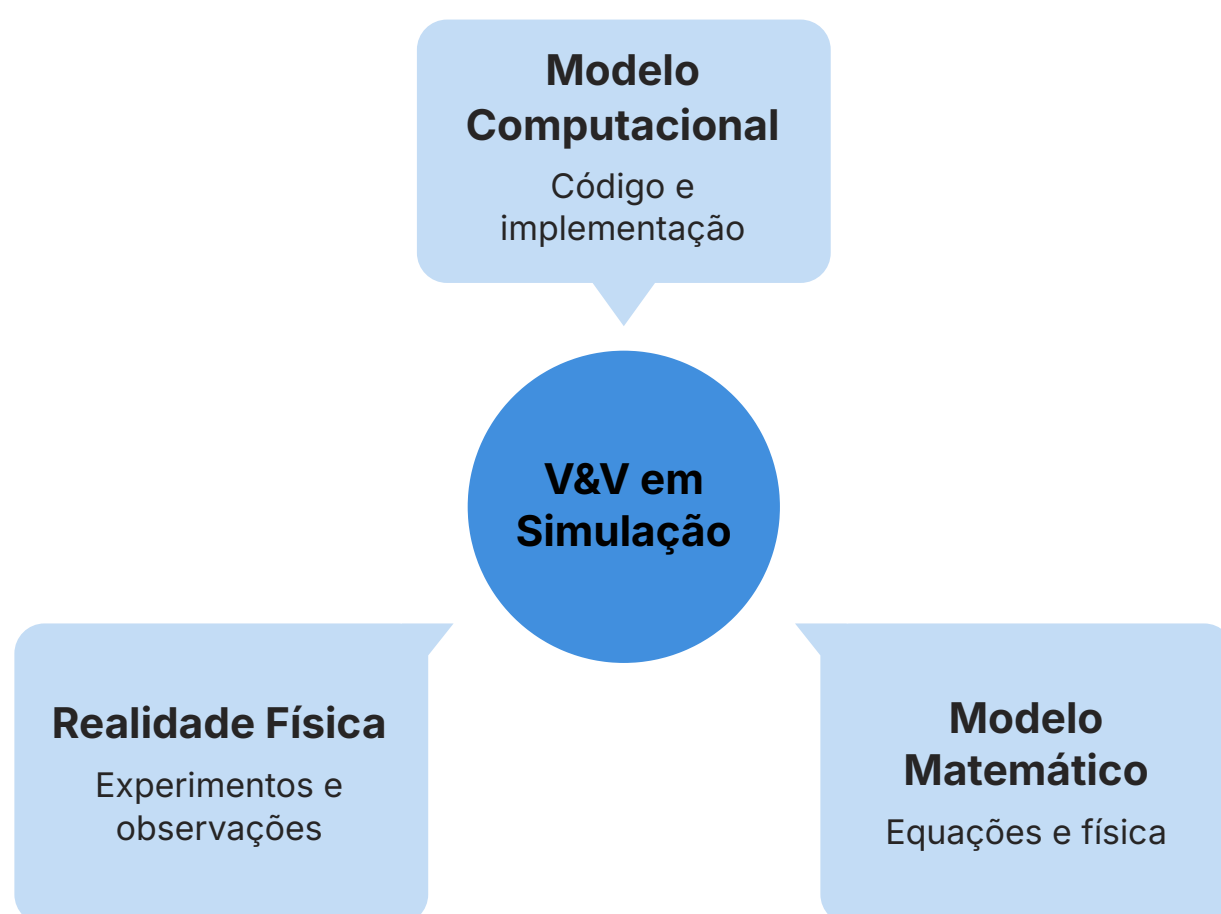 Modelo
Computacional
Código e
implementação
V&V em
Simulação
Realidade Física
Experimentos e
observações
Modelo
Matemático
Equações e física